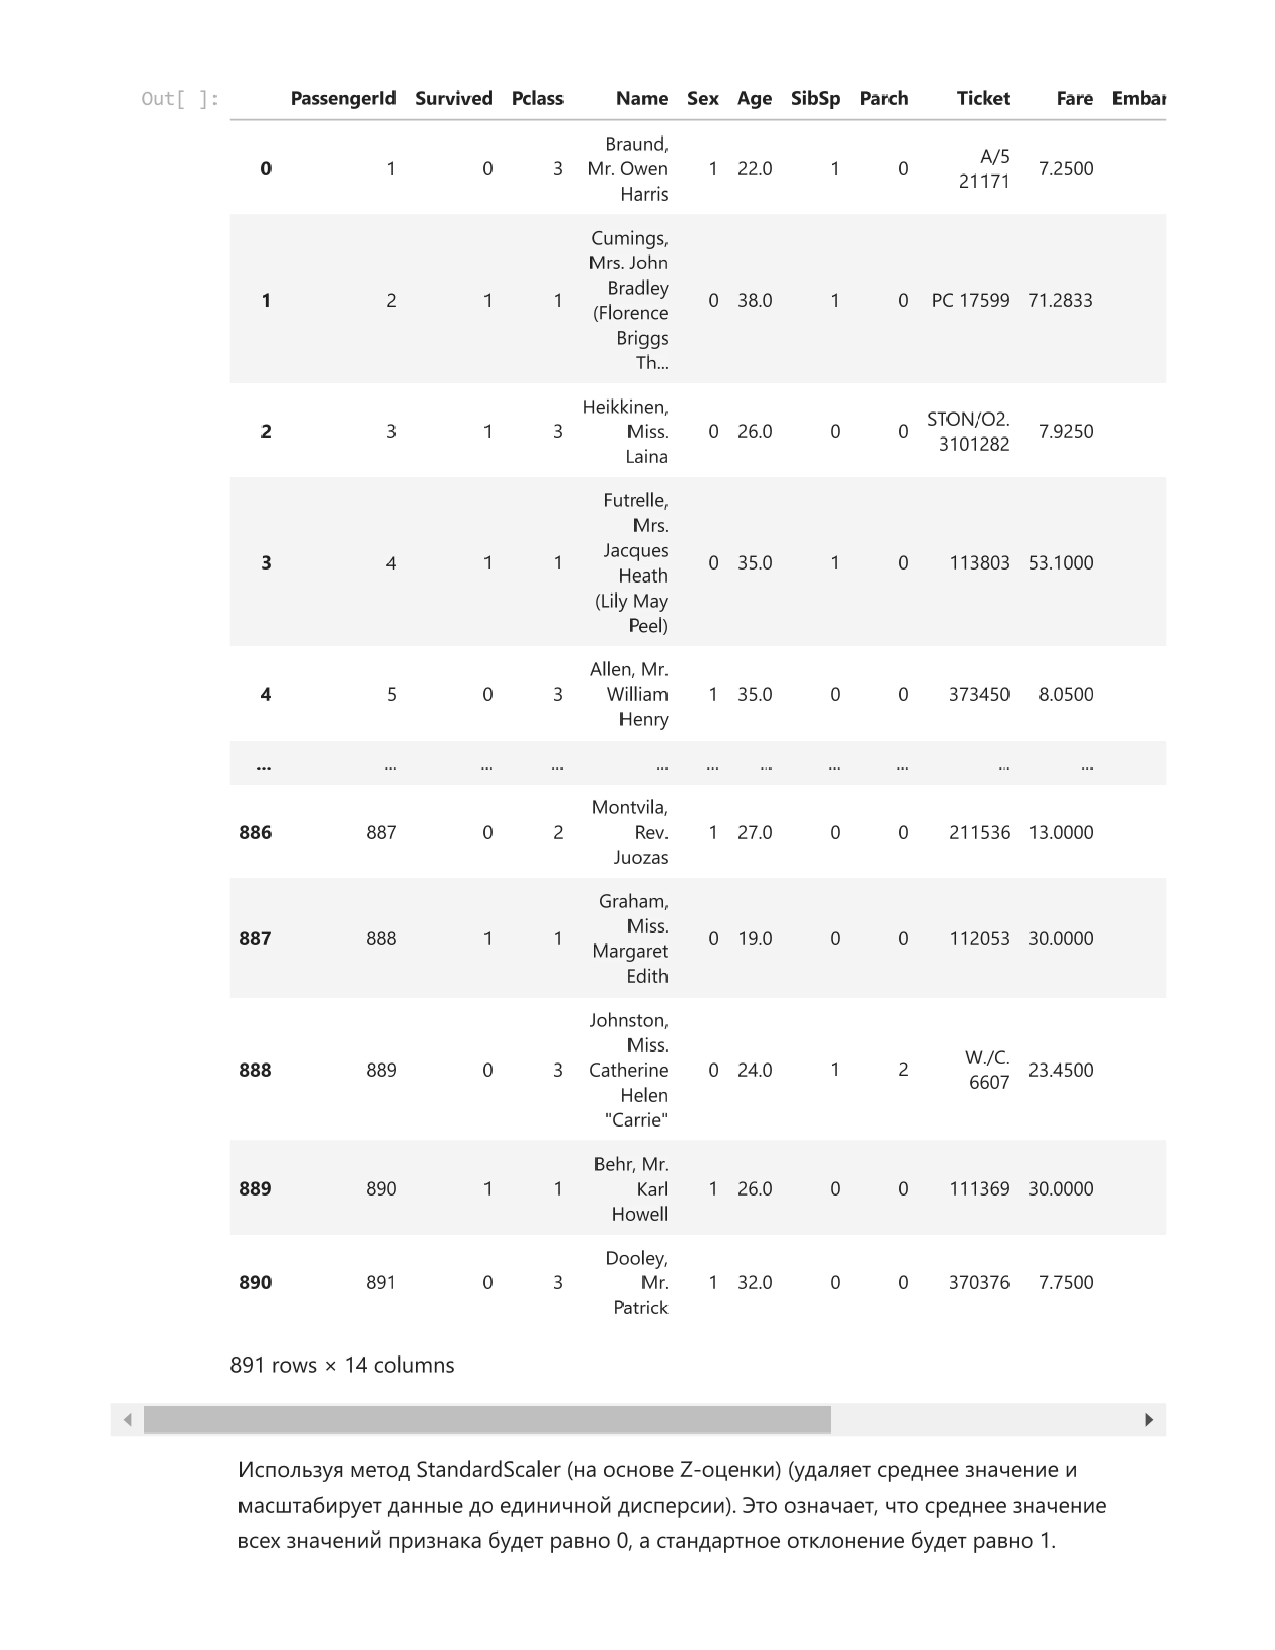 Out[ ]: PassengerId Survived Pclass Name Sex Age SibSp Parch Ticket Fare Embar
Braund,
0 1 0 3 Mr. Owen 1 22.0 1 0 A/5 7.2500
Harris 21171
Cumings,
Mrs. John
Bradley
1 2 1 1 (Florence 0 38.0 1 0 PC 17599 71.2833
Briggs
Th...
Heikkinen,
2 3 1 3 Miss. 0 26.0 0 0 STON/O2. 7.9250
Laina 3101282
Futrelle,
Mrs.
Jacques
3 4 1 1 Heath 0 35.0 1 0 113803 53.1000
(Lily May
Peel)
Allen, Mr.
4 5 0 3 William 1 35.0 0 0 373450 8.0500
Henry
... ... ... ... ... ... ... ... ... ... ...
Montvila,
886 887 0 2 Rev. 1 27.0 0 0 211536 13.0000
Juozas
Graham,
Miss.
887 888 1 1 Margaret 0 19.0 0 0 112053 30.0000
Edith
Johnston,
Miss.
888 889 0 3 Catherine 0 24.0 1 2 W./C. 23.4500
Helen 6607
"Carrie"
Behr, Mr.
889 890 1 1 Karl 1 26.0 0 0 111369 30.0000
Howell
Dooley,
890 891 0 3 Mr. 1 32.0 0 0 370376 7.7500
Patrick
891 rows × 14 columns
Используя метод StandardScaler (на основе Z-оценки) (удаляет среднее значение и
масштабирует данные до единичной дисперсии). Это означает, что среднее значение
всех значений признака будет равно 0, а стандартное отклонение будет равно 1.